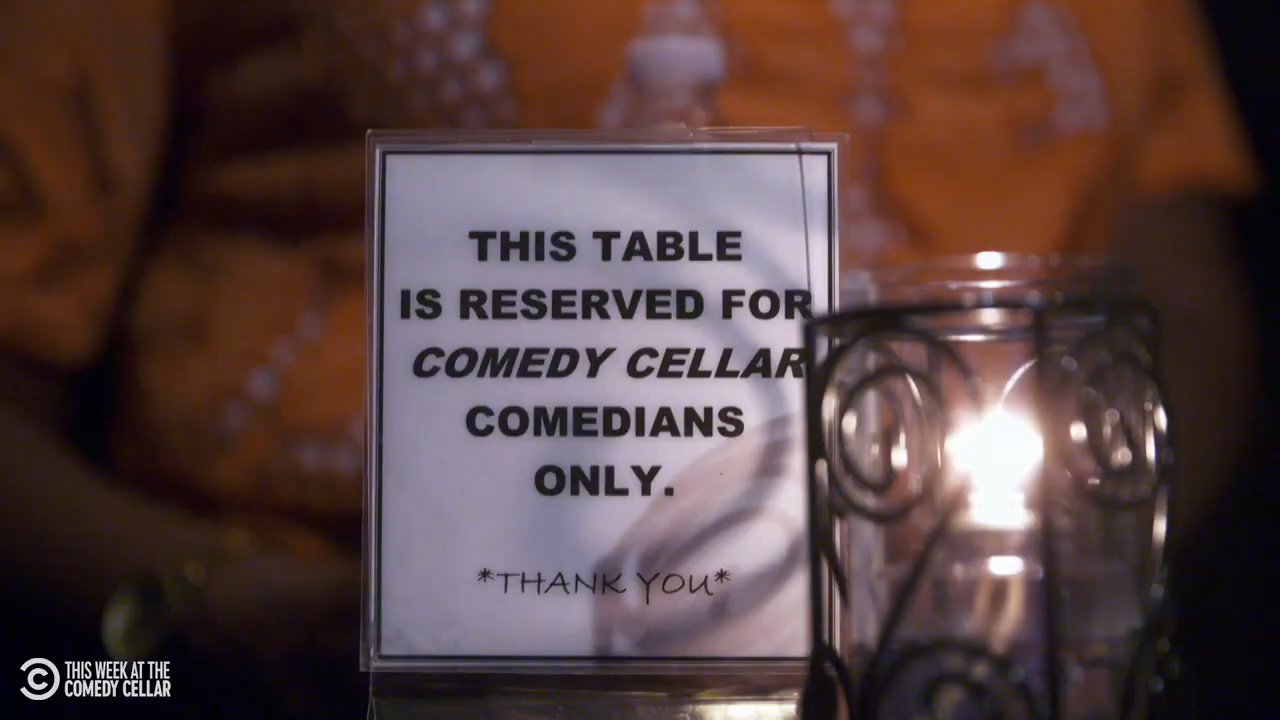 THIS TABLE
IS RESERVED FOR
COMEDY CELLAR
COMEDIANS
ONLY.
*THANK YOU*
THIS WEEK AT THE
COMEDY CELLAR